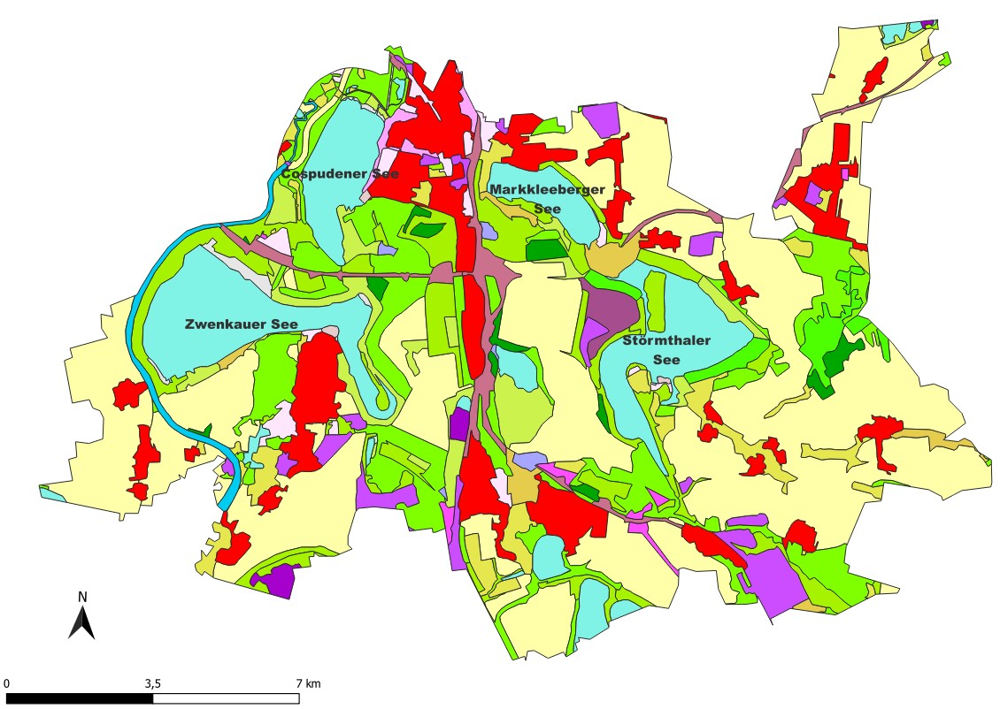 Cospudener See
Markkleeberger
See
Zwenkauer See
Störmthaler
See
N
0 3,5 7 km